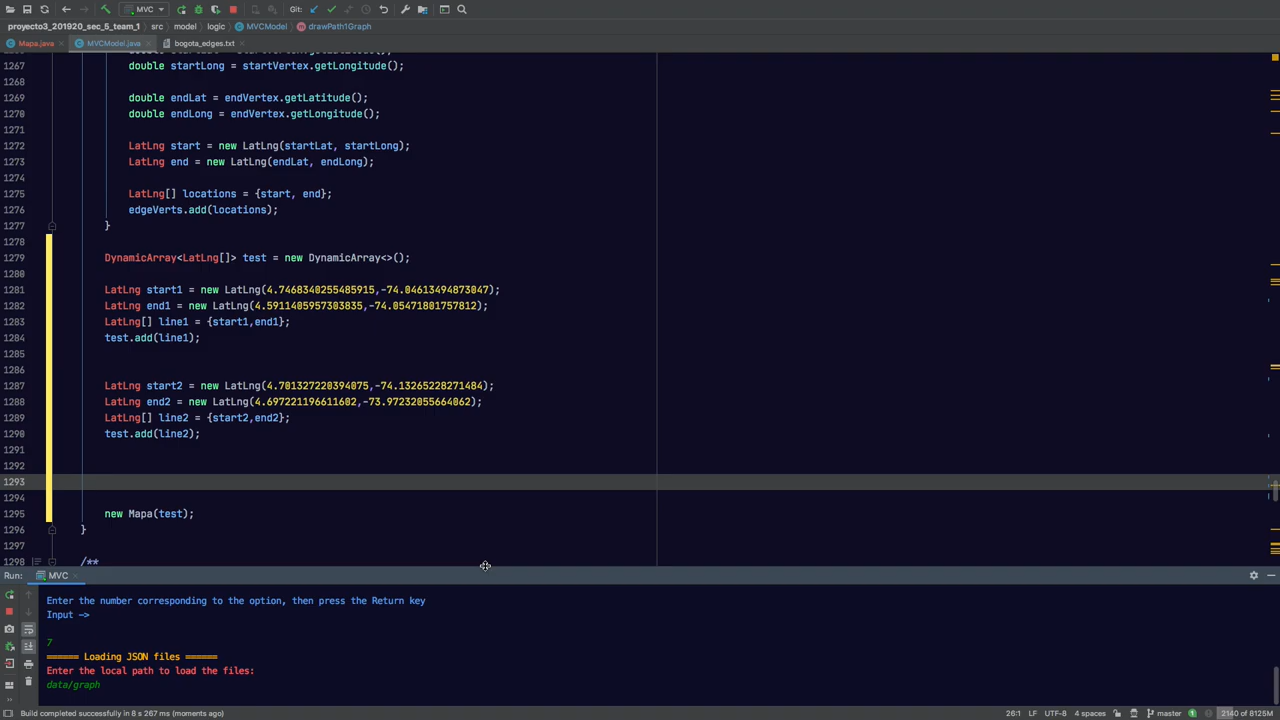 MVC
Git:
proyecto3_201920_sec_5_team_1 src model logic MVCModel drawPath1Graph
Mapa.java MVCModel.java bogota_edges.txt
1267 double startLong = startVertex.getLongitude();
1268
1269 double endLat = endVertex.getLatitude();
1270 double endLong = endVertex.getLongitude();
1271
1272 LatLng start = new LatLng(startLat, startLong);
1273 LatLng end = new LatLng(endLat, endLong);
1274
1275 LatLng[] locations = {start, end};
1276 edgeVerts.add(locations);
1277 }
1278
1279 DynamicArray<LatLng[]> test = new DynamicArray<>();
1280
1281 LatLng start1 = new LatLng(4.7468340255485915,-74.04613494873047);
1282 LatLng end1 = new LatLng(4.5911405957303835,-74.05471801757812);
1283 LatLng[] line1 = {start1,end1};
1284 test.add(line1);
1285
1286
1287 LatLng start2 = new LatLng(4.701327220394075,-74.13265228271484);
1288 LatLng end2 = new LatLng(4.697221196611602,-73.97232055664062);
1289 LatLng[] line2 = {start2,end2};
1290 test.add(line2);
1291
1292
1293
1294
1295 new Mapa(test);
1296 }
1297
1298 /**
Run: MVC
Enter the number corresponding to the option, then press the Return key
Input ->
7
====== Loading JSON files ======
Enter the local path to load the files:
data/graph
Build completed successfully in 8 s 267 ms (moments ago) 26:1 LF UTF-8 4 spaces master 1 2140 of 8125M